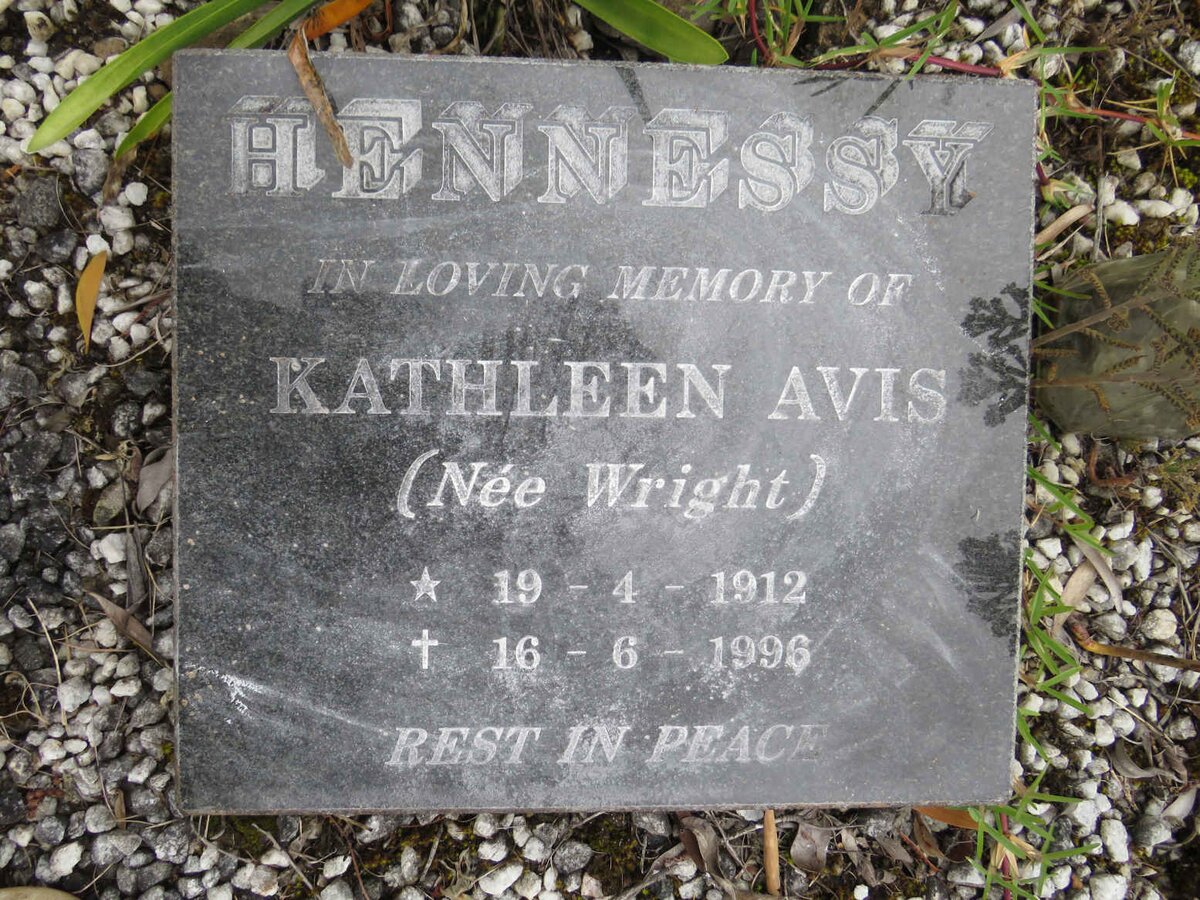 HENNESSY
IN LOVING MEMORY OF
KATHLEEN AVIS
(Née Wright)
☆ 19 - 4 - 1912
✝ 16 - 6 - 1996
REST IN PEACE